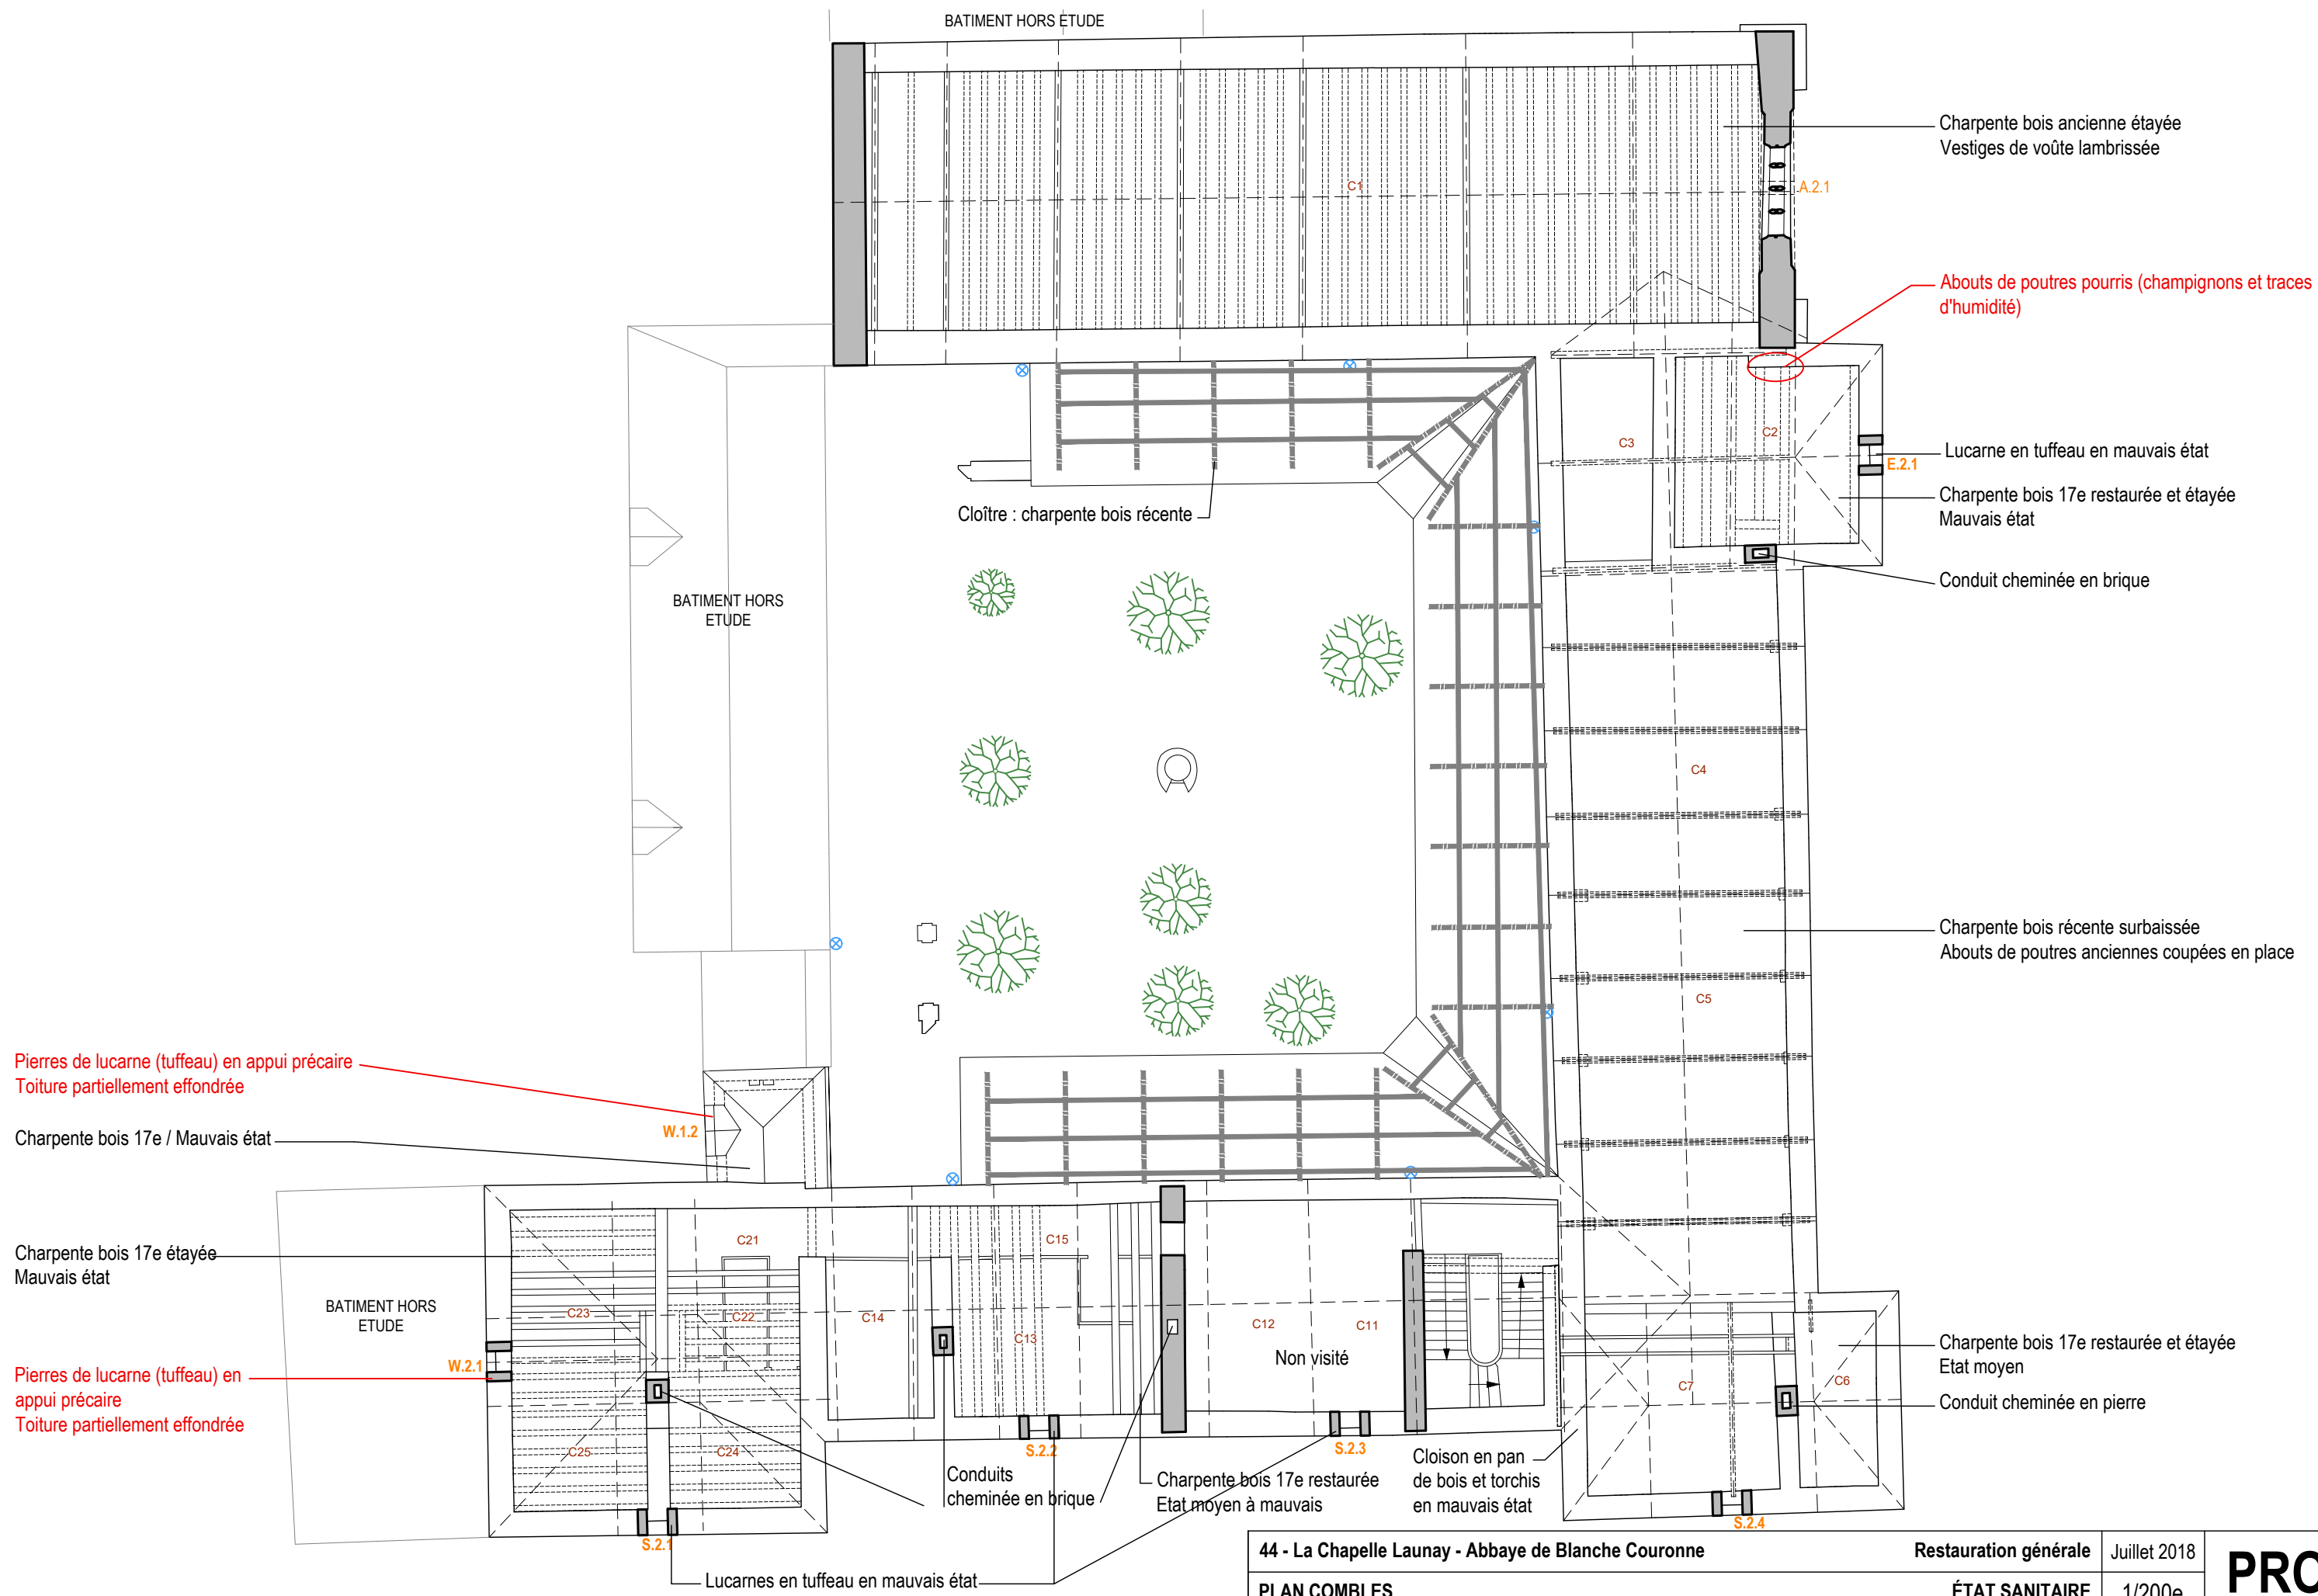 BATIMENT HORS ETUDE
Charpente bois ancienne étayée
Vestiges de voûte lambrissée
C1
A.2.1
Abouts de poutres pourris (champignons et traces
d'humidité)
C3
C2
Lucarne en tuffeau en mauvais état
E.2.1
Charpente bois 17e restaurée et étayée
Mauvais état
Cloître : charpente bois récente
Conduit cheminée en brique
BATIMENT HORS
ETUDE
C4
Charpente bois récente surbaissée
Abouts de poutres anciennes coupées en place
C5
Pierres de lucarne (tuffeau) en appui précaire
Toiture partiellement effondrée
W.1.2
Charpente bois 17e / Mauvais état
Charpente bois 17e étayée
Mauvais état
C21
C15
BATIMENT HORS
ETUDE
C23
C22
C14
C13
C12
C11
Non visité
Charpente bois 17e restaurée et étayée
Etat moyen
W.2.1
Pierres de lucarne (tuffeau) en
appui précaire
Toiture partiellement effondrée
C7
C6
Conduit cheminée en pierre
C25
C24
S.2.2
S.2.3
Conduits
cheminée en brique
Charpente bois 17e restaurée
Etat moyen à mauvais
Cloison en pan
de bois et torchis
en mauvais état
S.2.1
S.2.4
Lucarnes en tuffeau en mauvais état
44 - La Chapelle Launay - Abbaye de Blanche Couronne
Restauration générale
Juillet 2018
PRO
PLAN COMBLES
ÉTAT SANITAIRE
1/200e